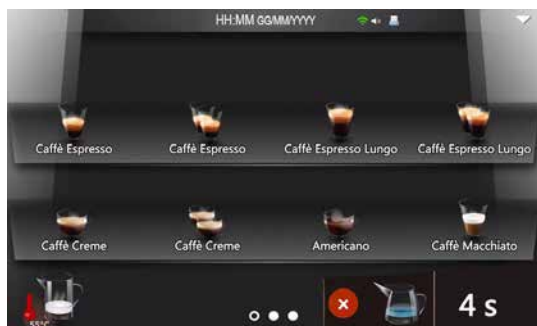 HH:MM GG/MM/YYYY
Caffè Espresso Caffè Espresso Caffè Espresso Lungo Caffè Espresso Lungo
Caffè Creme Caffè Creme Americano Caffè Macchiato
55°C
4 s